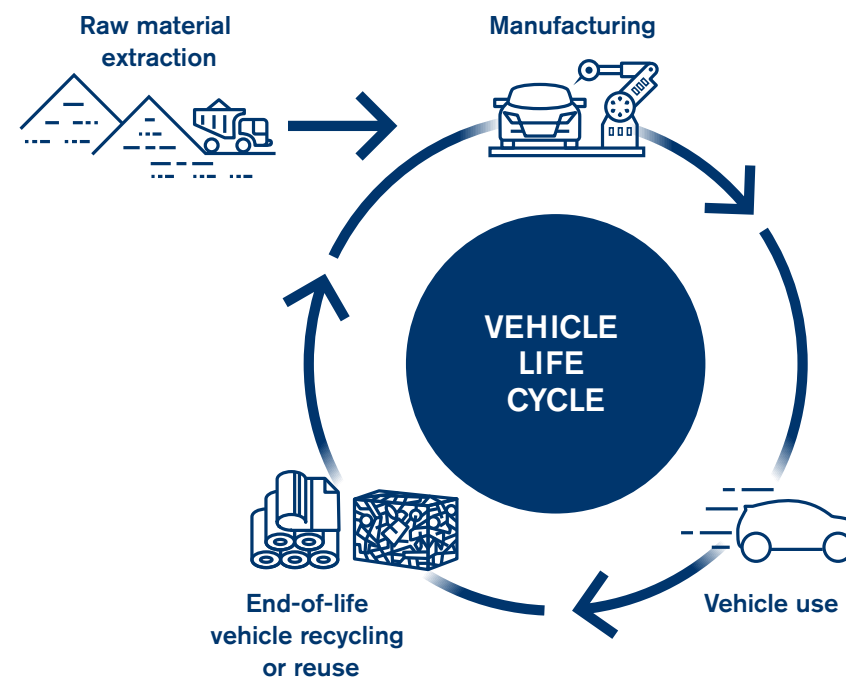 Raw material
extraction
Manufacturing
VEHICLE
LIFE
CYCLE
Vehicle use
End-of-life
vehicle recycling
or reuse